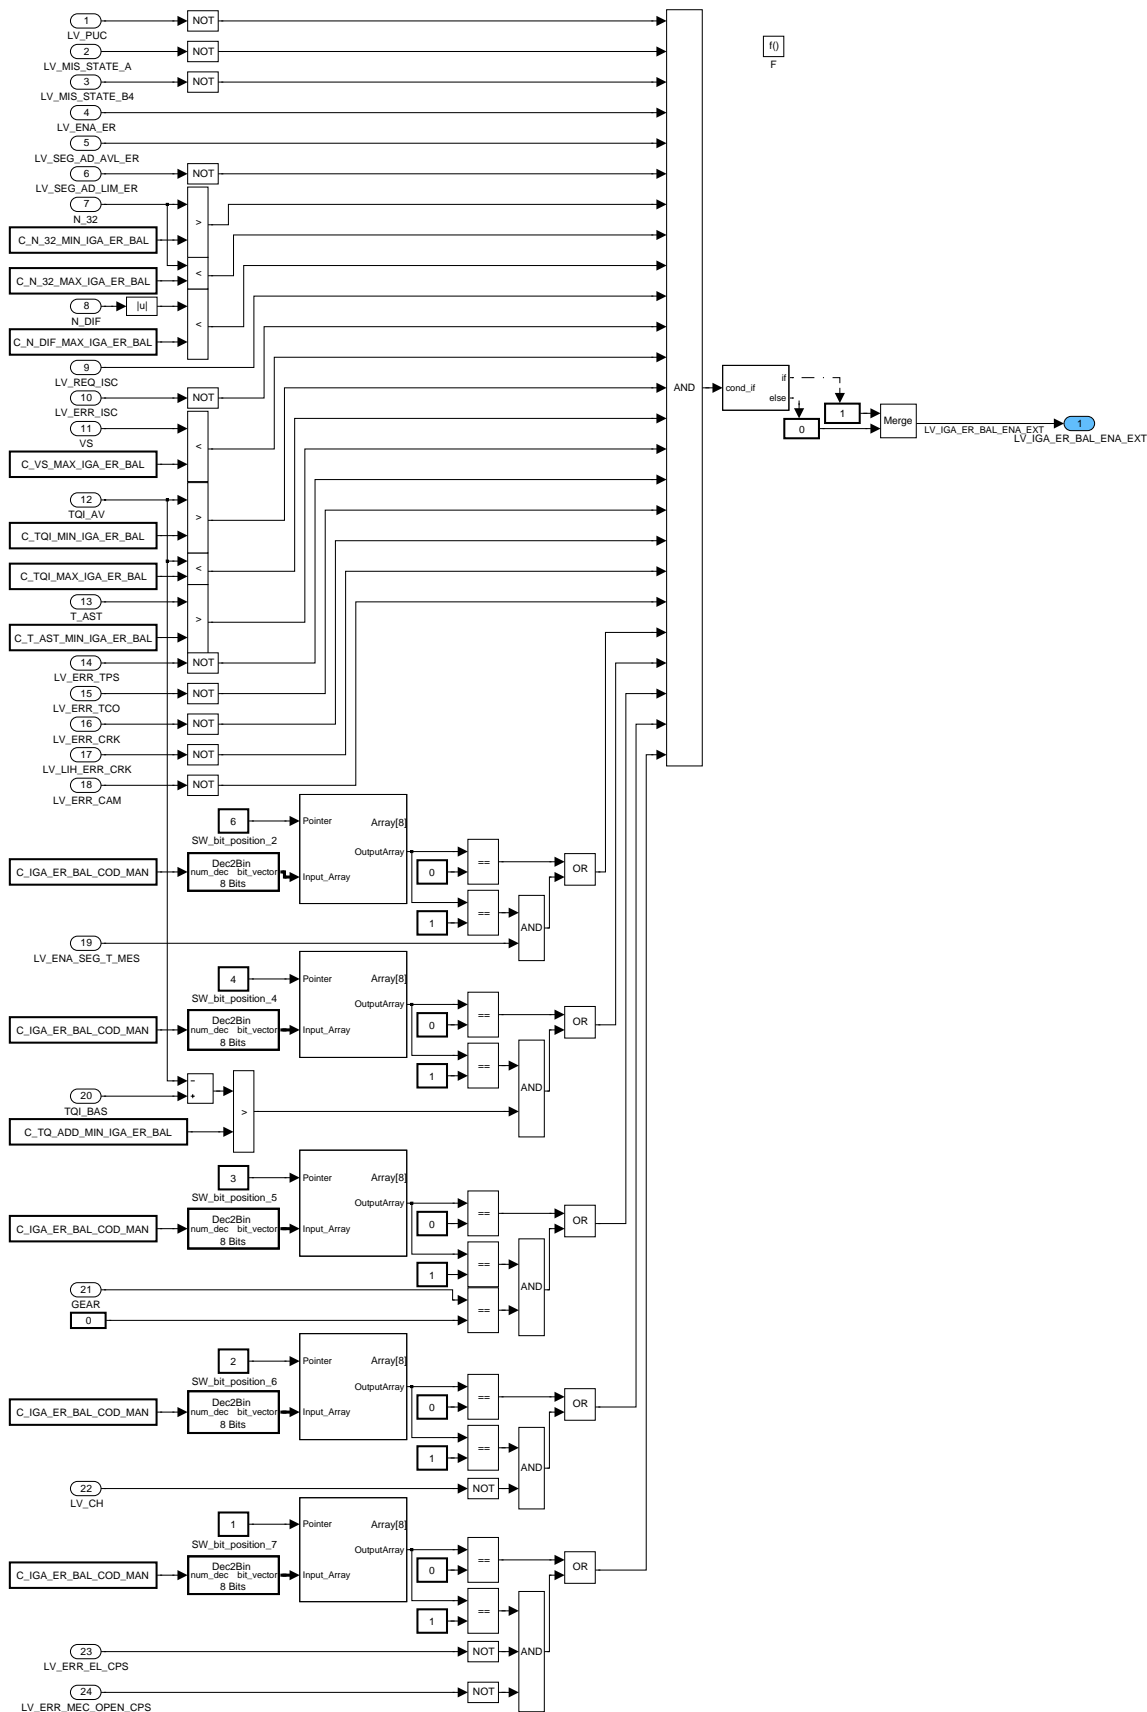 1
NOT
LV_PUC
2
NOT
LV_MIS_STATE_A
3
NOT
LV_MIS_STATE_B4
4
LV_ENA_ER
5
LV_SEG_AD_AVL_ER
6
NOT
LV_SEG_AD_LIM_ER
7
N_32
>
C_N_32_MIN_IGA_ER_BAL
<
C_N_32_MAX_IGA_ER_BAL
8
|u|
N_DIF
<
C_N_DIF_MAX_IGA_ER_BAL
9
LV_REQ_ISC
10
NOT
LV_ERR_ISC
11
VS
<
C_VS_MAX_IGA_ER_BAL
12
TQI_AV
>
C_TQI_MIN_IGA_ER_BAL
<
C_TQI_MAX_IGA_ER_BAL
13
T_AST
>
C_T_AST_MIN_IGA_ER_BAL
14
NOT
LV_ERR_TPS
15
NOT
LV_ERR_TCO
16
NOT
LV_ERR_CRK
17
NOT
LV_LIH_ERR_CRK
18
NOT
LV_ERR_CAM
AND
f()
F
cond_if
if
else
1
0
Merge
LV_IGA_ER_BAL_ENA_EXT
1
LV_IGA_ER_BAL_ENA_EXT
6
SW_bit_position_2
Pointer
Array[8]
OutputArray
Input_Array
C_IGA_ER_BAL_COD_MAN
Dec2Bin
num_dec bit_vector
8 Bits
0
==
1
==
AND
OR
19
LV_ENA_SEG_T_MES
4
SW_bit_position_4
Pointer
Array[8]
OutputArray
Input_Array
C_IGA_ER_BAL_COD_MAN
Dec2Bin
num_dec bit_vector
8 Bits
0
==
1
==
AND
OR
20
TQI_BAS
−
+
>
C_TQ_ADD_MIN_IGA_ER_BAL
3
SW_bit_position_5
Pointer
Array[8]
OutputArray
Input_Array
C_IGA_ER_BAL_COD_MAN
Dec2Bin
num_dec bit_vector
8 Bits
0
==
1
==
AND
OR
21
GEAR
0
==
2
SW_bit_position_6
Pointer
Array[8]
OutputArray
Input_Array
C_IGA_ER_BAL_COD_MAN
Dec2Bin
num_dec bit_vector
8 Bits
0
==
1
==
AND
OR
22
NOT
LV_CH
1
SW_bit_position_7
Pointer
Array[8]
OutputArray
Input_Array
C_IGA_ER_BAL_COD_MAN
Dec2Bin
num_dec bit_vector
8 Bits
0
==
1
==
AND
OR
23
NOT
LV_ERR_EL_CPS
24
NOT
LV_ERR_MEC_OPEN_CPS